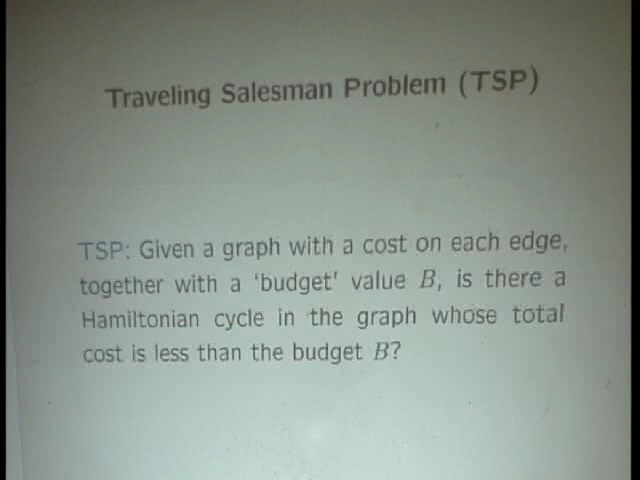 Traveling Salesman Problem (TSP)
TSP: Given a graph with a cost on each edge,
together with a 'budget' value B, is there a
Hamiltonian cycle in the graph whose total
cost is less than the budget B?